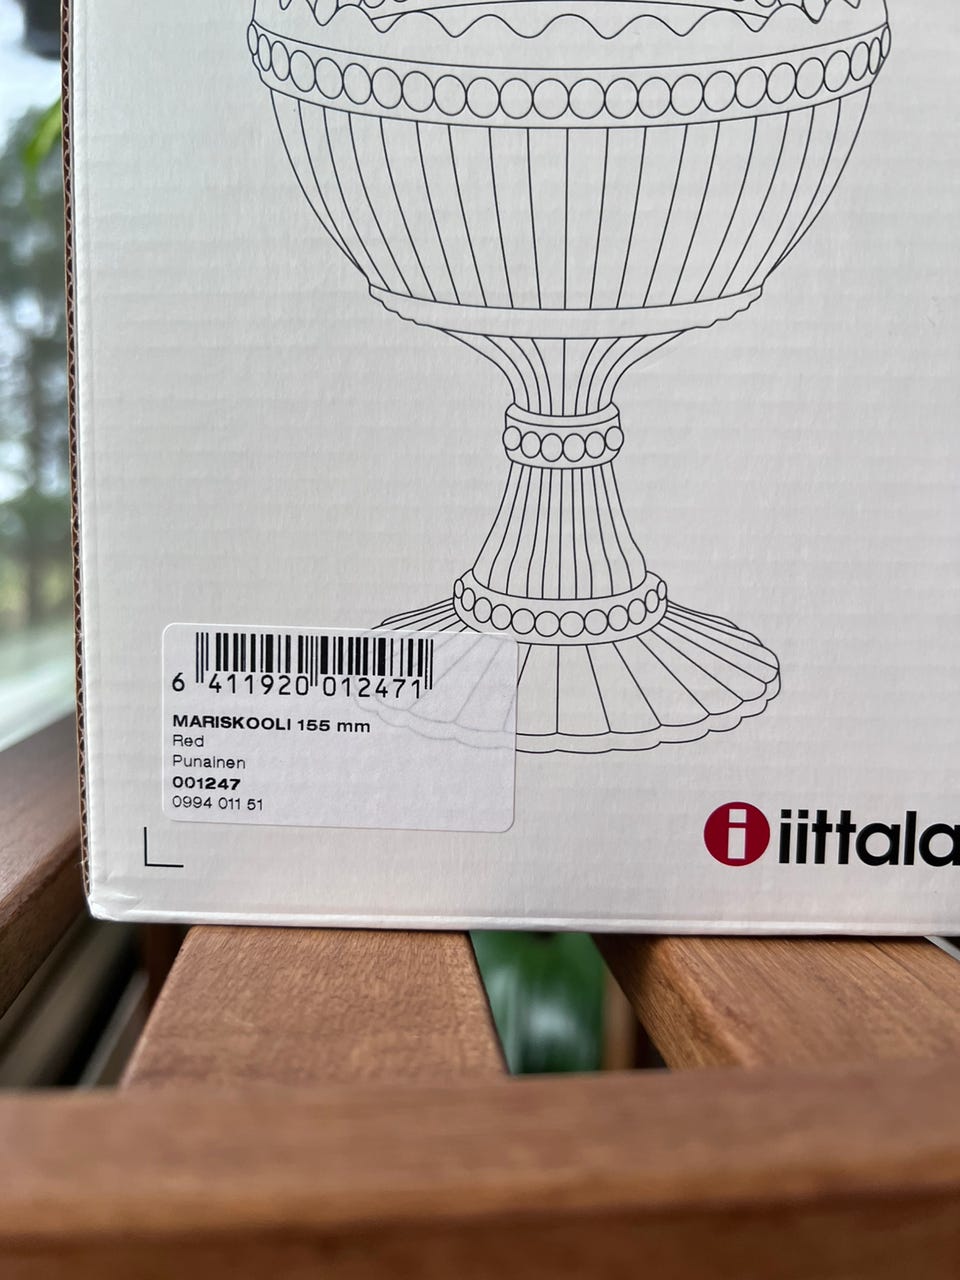 6 411920 012471
MARISKOOLI 155 mm
Red
Punainen
001247
0994 011 51
i iittala